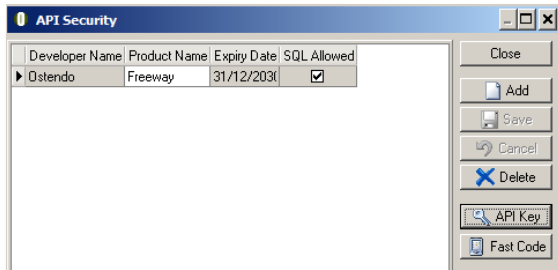 API Security
Developer Name Product Name Expiry Date SQL Allowed
Ostendo Freeway 31/12/203
Close
Add
Save
Cancel
Delete
API Key
Fast Code